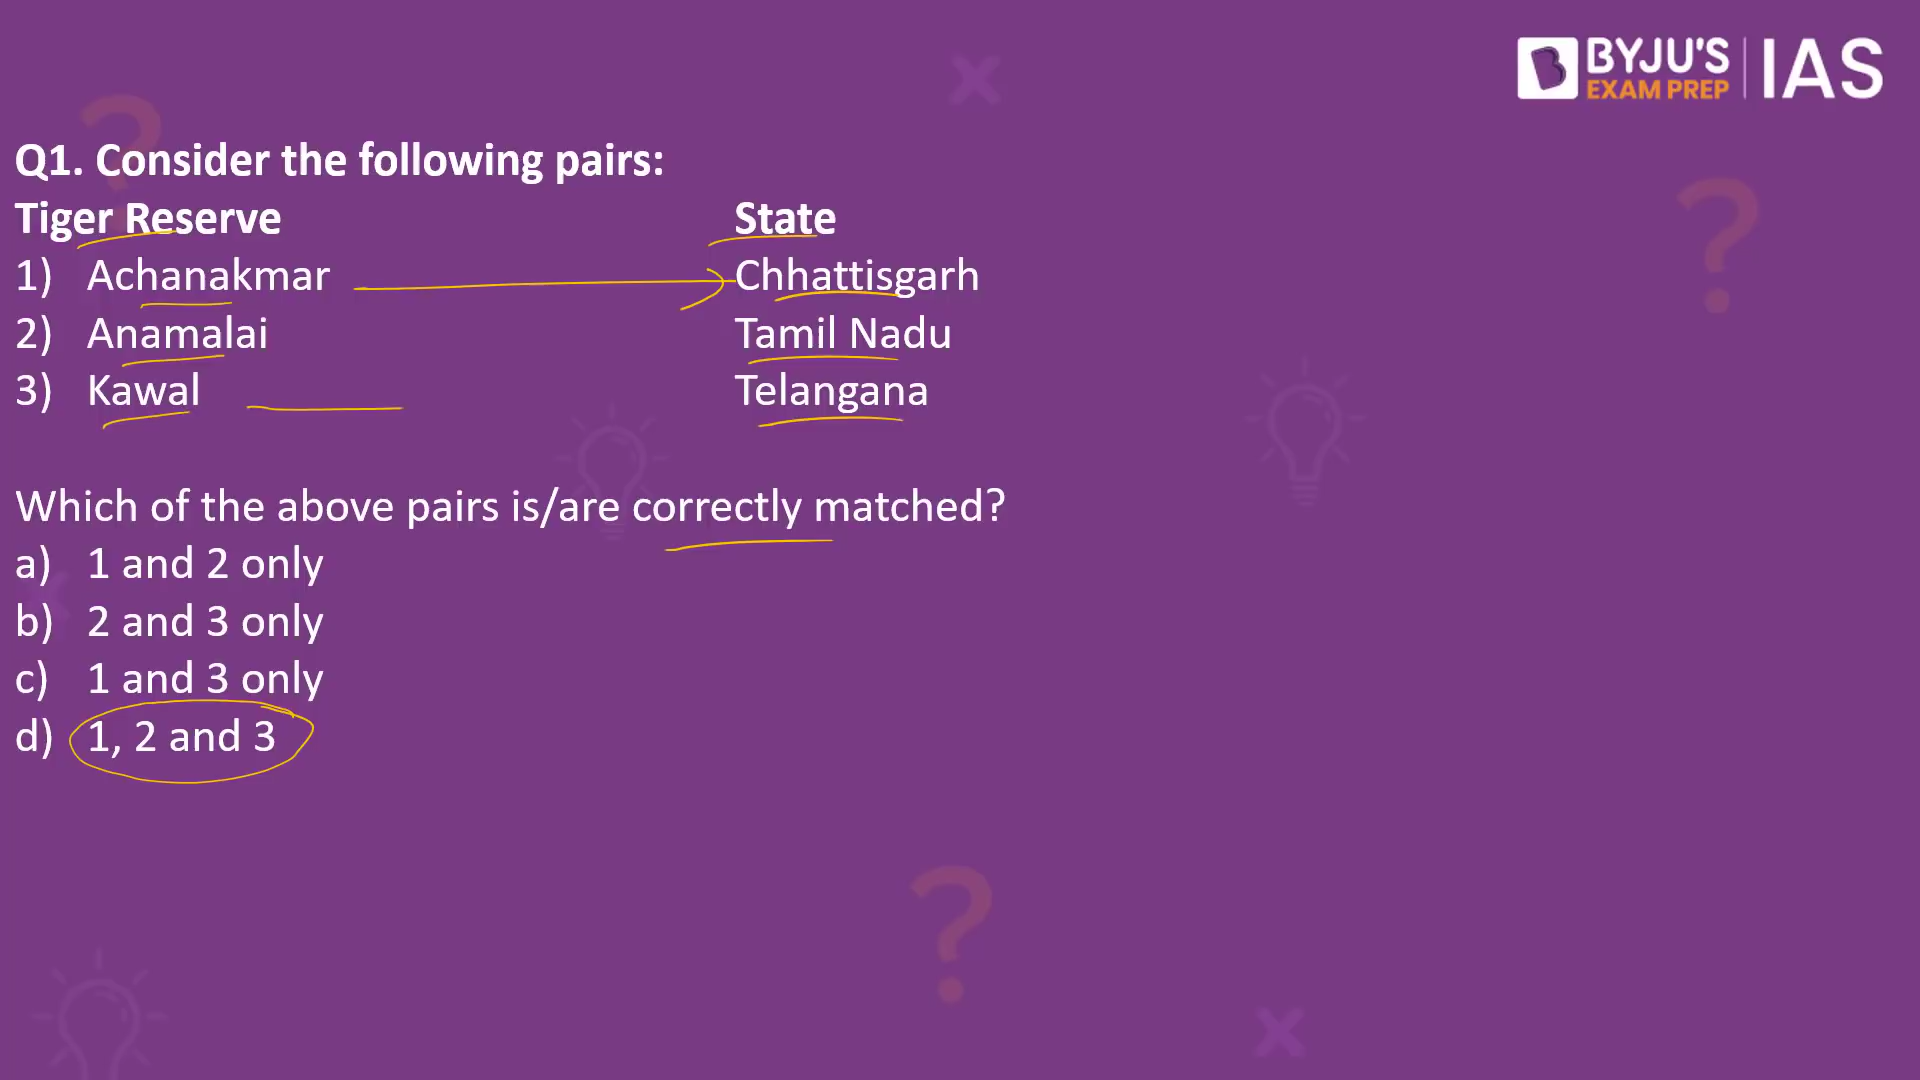 BYJU'S IAS
EXAM PREP
Q1. Consider the following pairs:
Tiger Reserve State
1) Achanakmar Chhattisgarh
2) Anamalai Tamil Nadu
3) Kawal Telangana
Which of the above pairs is/are correctly matched?
a) 1 and 2 only
b) 2 and 3 only
c) 1 and 3 only
d) 1, 2 and 3